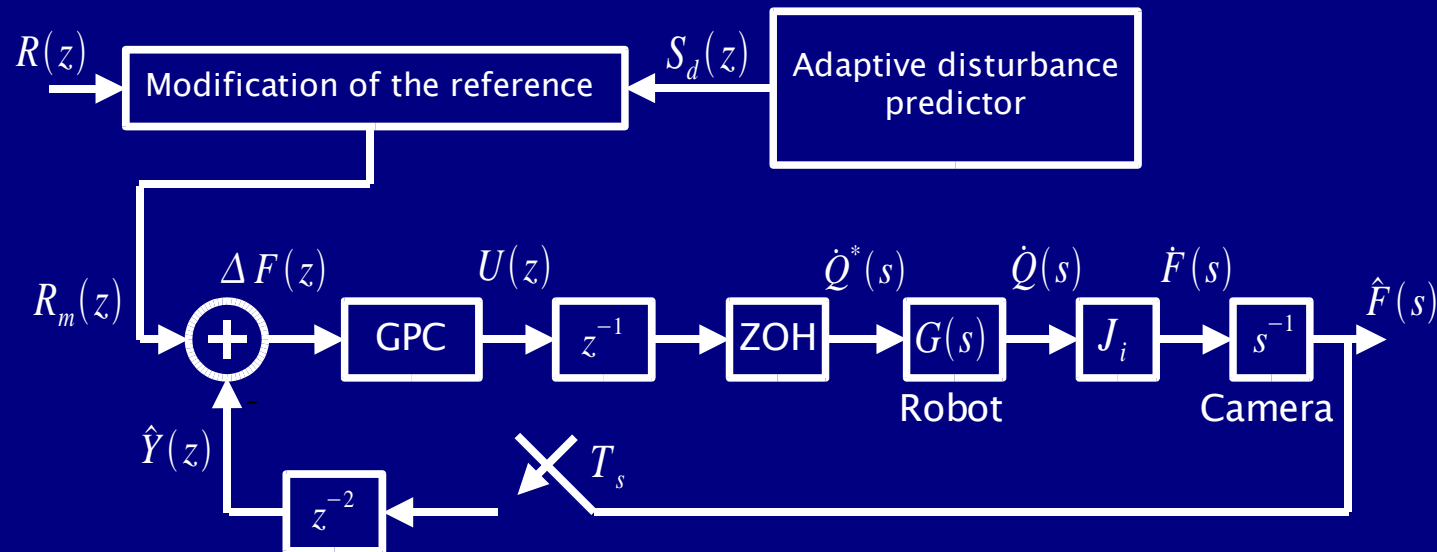 R(z)
Modification of the reference
S_d(z)
Adaptive disturbance
predictor
R_m(z)
ΔF(z)
+
GPC
U(z)
z⁻¹
ZOH
Q̇*(s)
G(s)
Robot
Q̇(s)
J_i
Ḟ(s)
s⁻¹
Camera
F̂(s)
-
Ŷ(z)
z⁻²
T_s